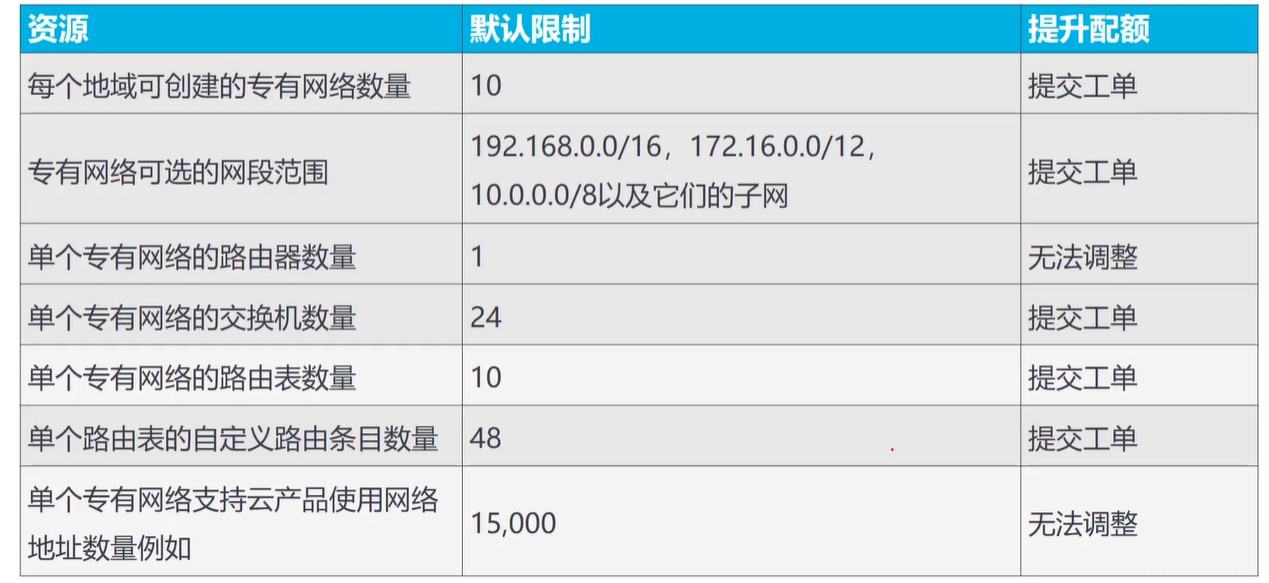 资源 默认限制 提升配额
每个地域可创建的专有网络数量 10 提交工单
专有网络可选的网段范围 192.168.0.0/16，172.16.0.0/12， 提交工单
10.0.0.0/8以及它们的子网
单个专有网络的路由器数量 1 无法调整
单个专有网络的交换机数量 24 提交工单
单个专有网络的路由表数量 10 提交工单
单个路由表的自定义路由条目数量 48 提交工单
单个专有网络支持云产品使用网络
地址数量例如 15,000 无法调整